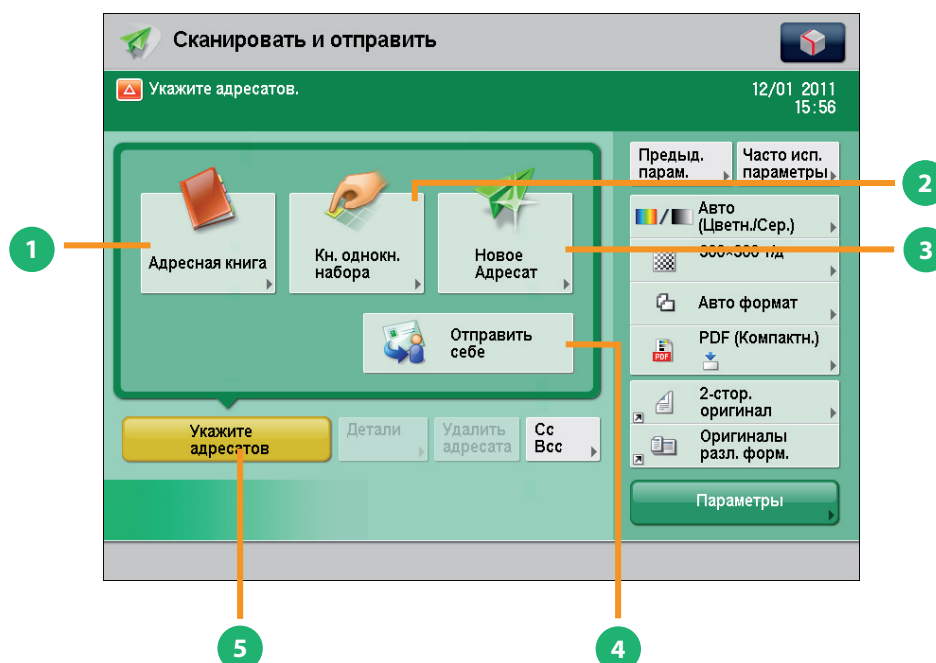 Сканировать и отправить
Укажите адресатов.
12/01 2011
15:56
Предыд.
парам.
Часто исп.
параметры
2
1
Адресная книга
Кн. однокн.
набора
Новое
Адресат
3
Авто
(Цветн./Сер.)
Авто формат
Отправить
себе
PDF (Компактн.)
PDF
2-стор.
оригинал
Укажите
адресатов
Детали
Удалить
адресата
Cc
Bcc
Оригиналы
разл. форм.
Параметры
5
4